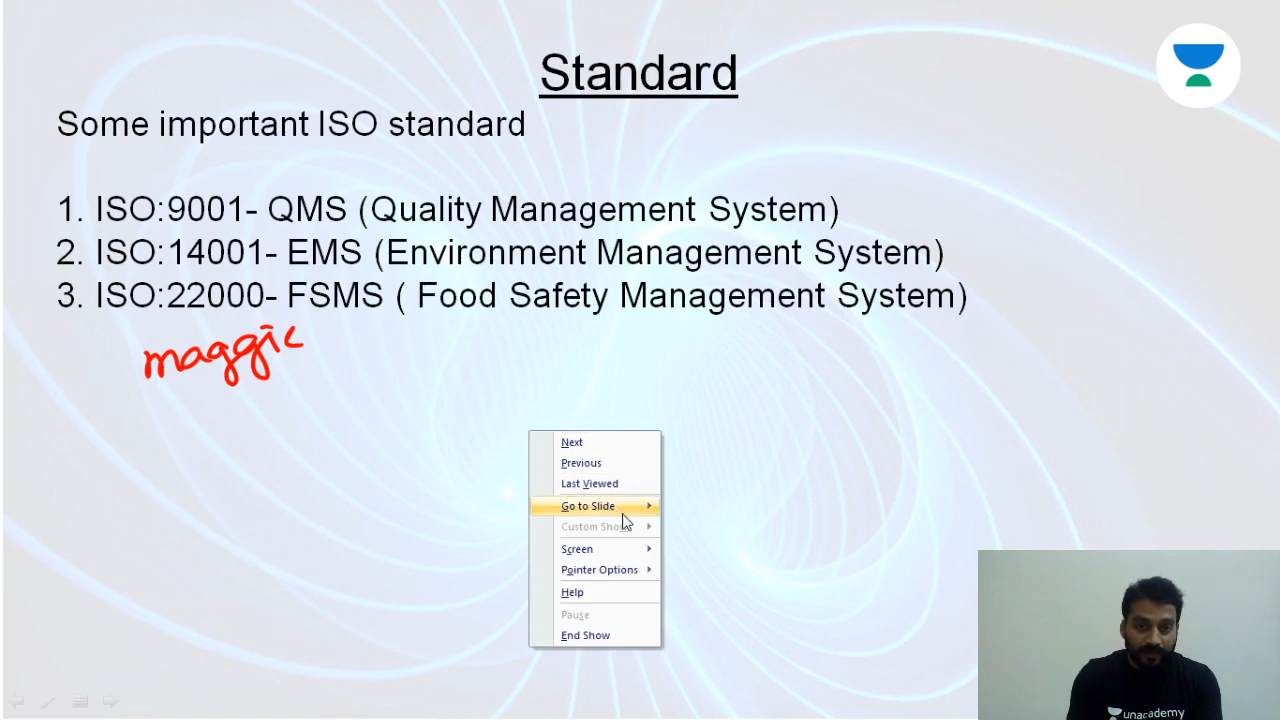 Standard
Some important ISO standard
1. ISO:9001- QMS (Quality Management System)
2. ISO:14001- EMS (Environment Management System)
3. ISO:22000- FSMS ( Food Safety Management System)
maggic
Next
Previous
Last Viewed
Go to Slide
Custom Show
Screen
Pointer Options
Help
Pause
End Show
unacademy